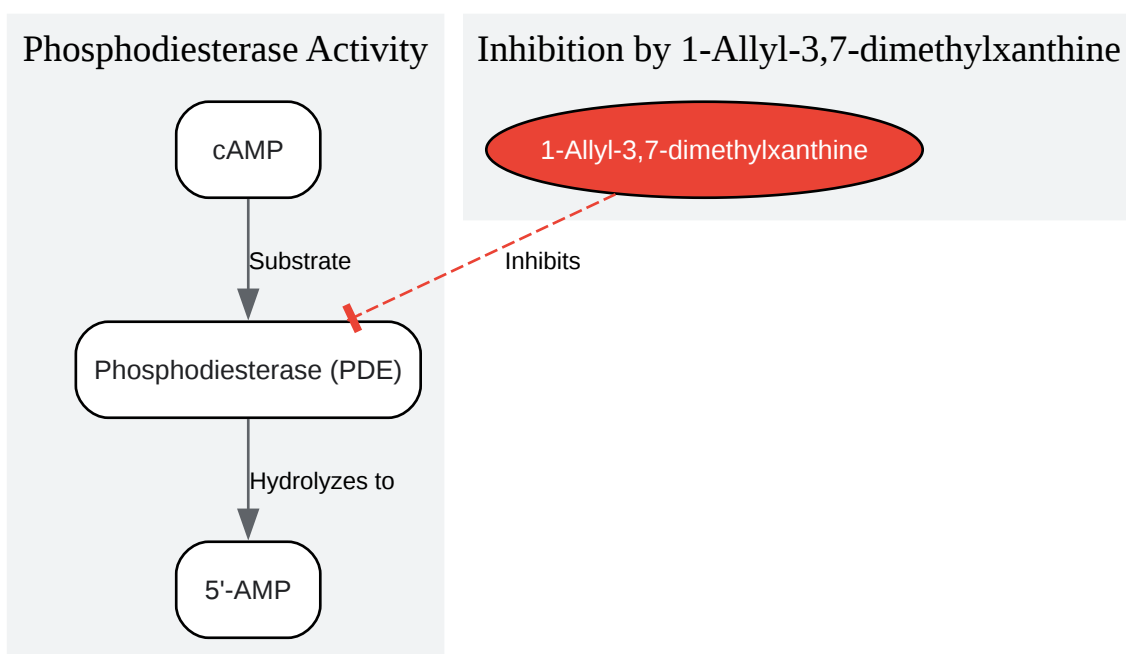 Phosphodiesterase Activity
Inhibition by 1-Allyl-3,7-dimethylxanthine
cAMP
1-Allyl-3,7-dimethylxanthine
Substrate
Inhibits
Phosphodiesterase (PDE)
Hydrolyzes to
5'-AMP